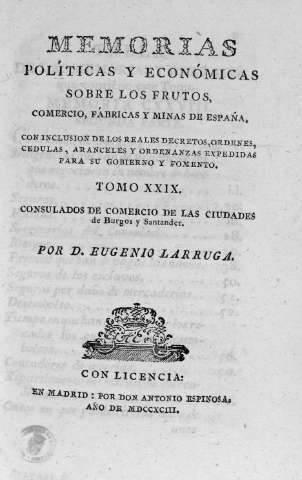 MEMORIAS
POLÍTICAS Y ECONÓMICAS
SOBRE LOS FRUTOS,
COMERCIO, FÁBRICAS Y MINAS DE ESPAÑA,
CON INCLUSION DE LOS REALES DECRETOS, ORDENES,
CEDULAS, ARANCELES Y ORDENANZAS EXPEDIDAS
PARA SU GOBIERNO Y FOMENTO.
TOMO XXIX.
CONSULADOS DE COMERCIO DE LAS CIUDADES
de Burgos y Santander.
POR D. EUGENIO LARRUGA.
CON LICENCIA:
EN MADRID: POR DON ANTONIO ESPINOSA,
AÑO DE MDCCXCIII.